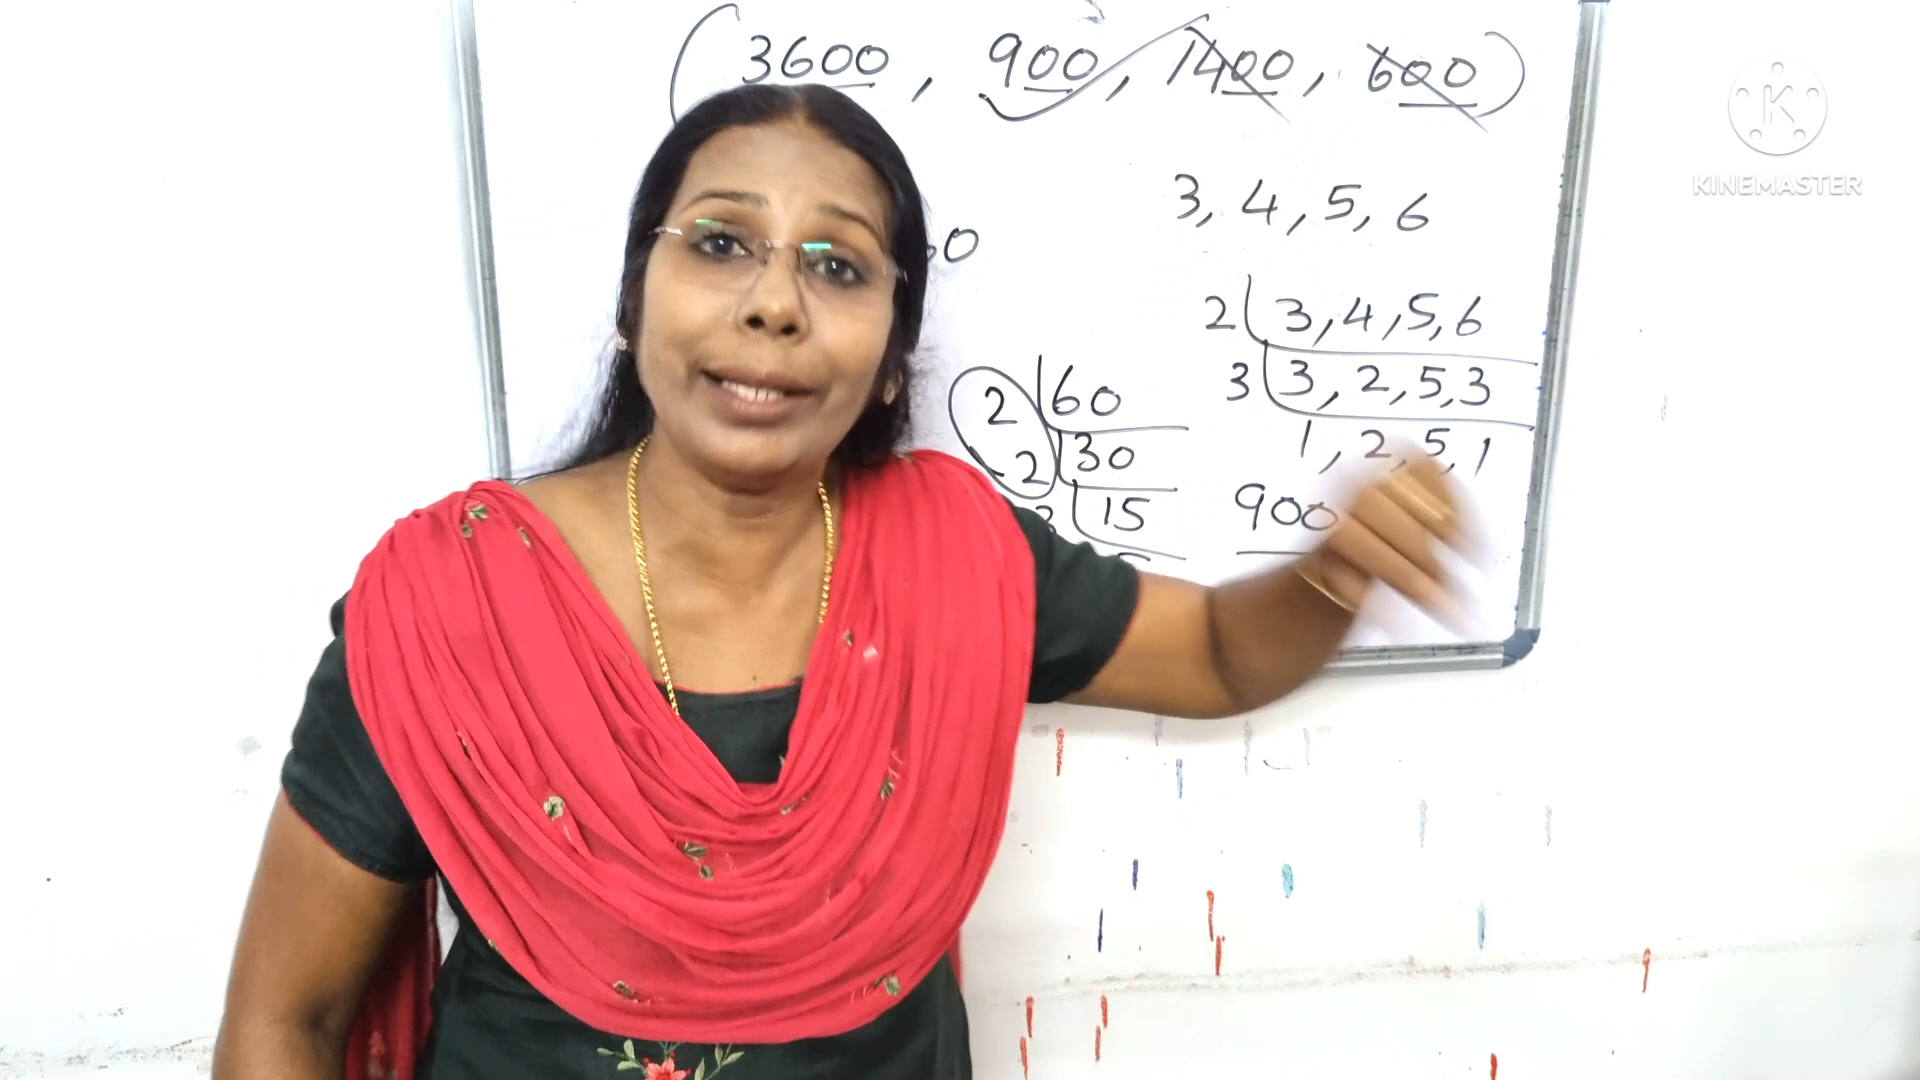 (3600, 900, 1400, 600)
3, 4, 5, 6
0
2 3, 4, 5, 6
2 60
3 3, 2, 5, 3
2 30
1, 2, 5, 1
15
900
K
KINEMASTER